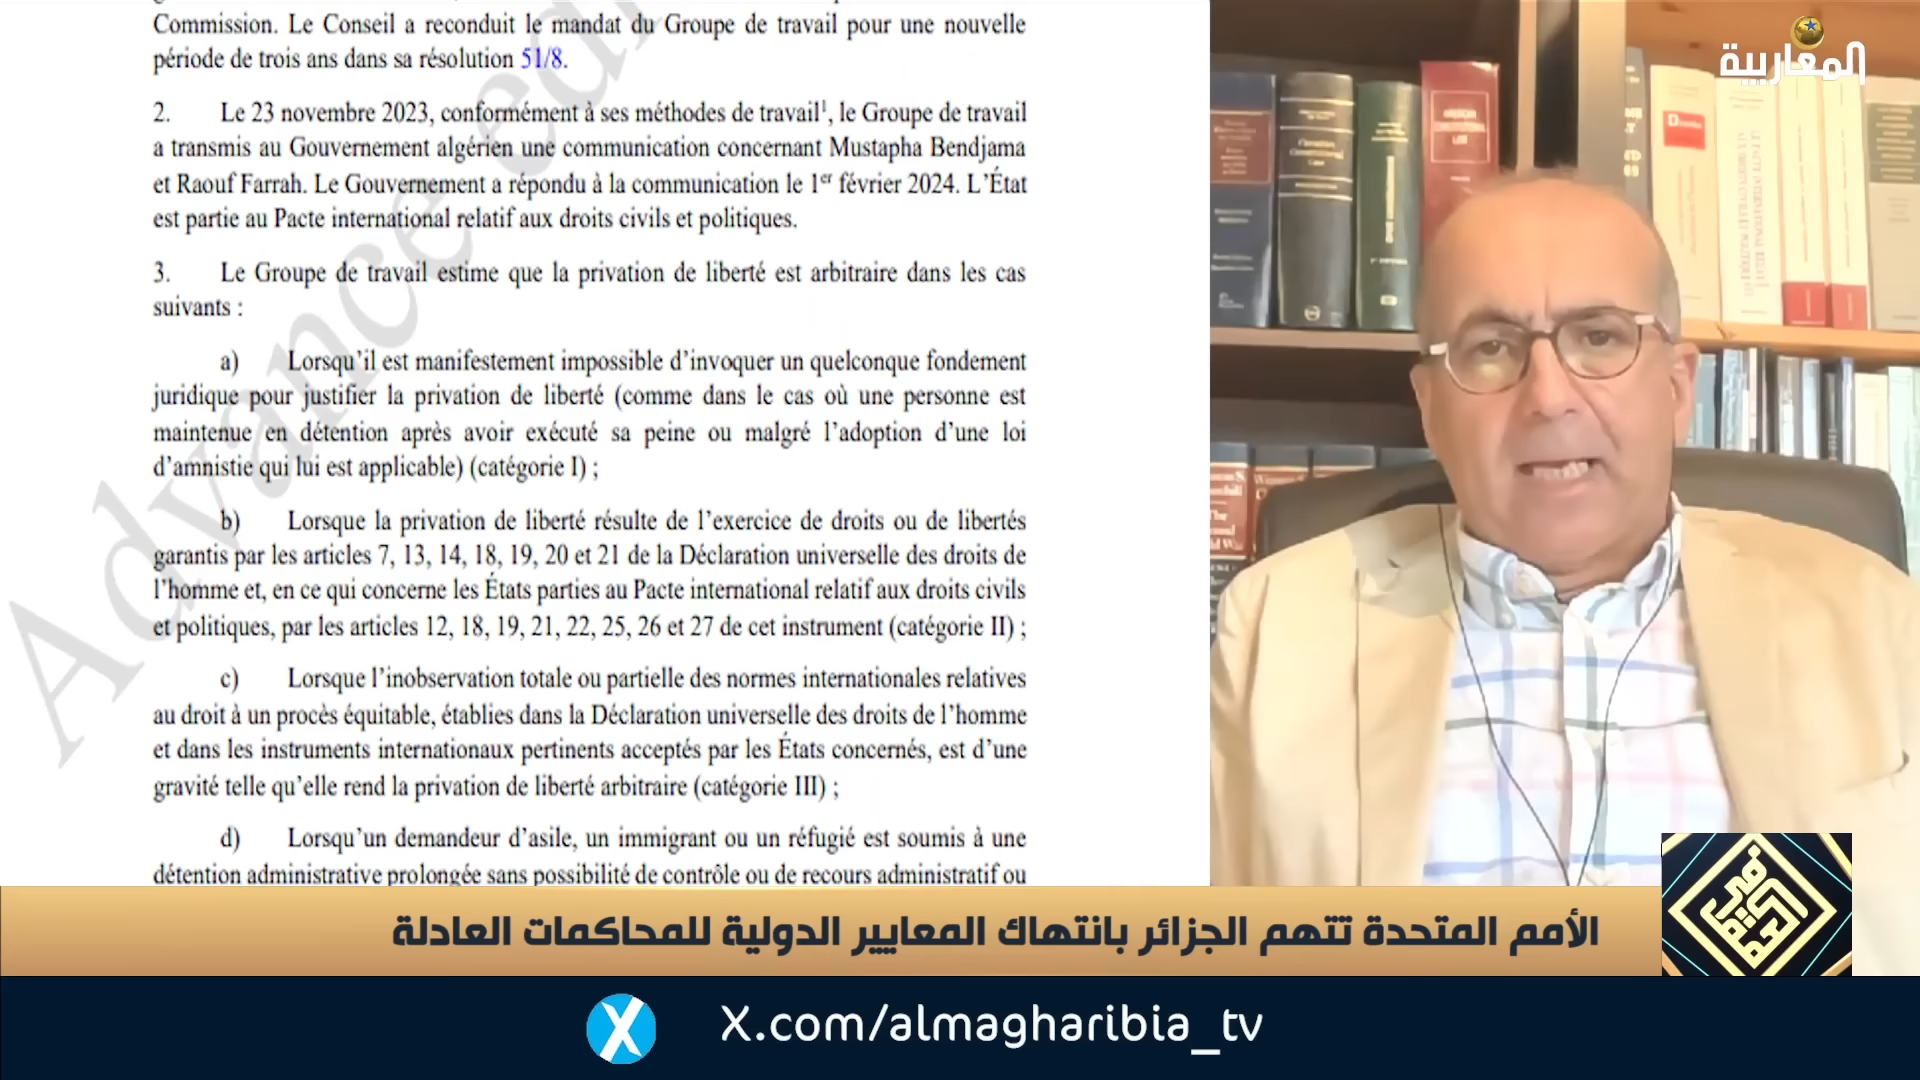 Commission. Le Conseil a reconduit le mandat du Groupe de travail pour une nouvelle
période de trois ans dans sa résolution 51/8.
2. Le 23 novembre 2023, conformément à ses méthodes de travail¹, le Groupe de travail
a transmis au Gouvernement algérien une communication concernant Mustapha Bendjama
et Raouf Farrah. Le Gouvernement a répondu à la communication le 1er février 2024. L’État
est partie au Pacte international relatif aux droits civils et politiques.
3. Le Groupe de travail estime que la privation de liberté est arbitraire dans les cas
suivants :
a) Lorsqu’il est manifestement impossible d’invoquer un quelconque fondement
juridique pour justifier la privation de liberté (comme dans le cas où une personne est
maintenue en détention après avoir exécuté sa peine ou malgré l’adoption d’une loi
d’amnistie qui lui est applicable) (catégorie I) ;
b) Lorsque la privation de liberté résulte de l’exercice de droits ou de libertés
garantis par les articles 7, 13, 14, 18, 19, 20 et 21 de la Déclaration universelle des droits de
l’homme et, en ce qui concerne les États parties au Pacte international relatif aux droits civils
et politiques, par les articles 12, 18, 19, 21, 22, 25, 26 et 27 de cet instrument (catégorie II) ;
c) Lorsque l’inobservation totale ou partielle des normes internationales relatives
au droit à un procès équitable, établies dans la Déclaration universelle des droits de l’homme
et dans les instruments internationaux pertinents acceptés par les États concernés, est d’une
gravité telle qu’elle rend la privation de liberté arbitraire (catégorie III) ;
d) Lorsqu’un demandeur d’asile, un immigrant ou un réfugié est soumis à une
détention administrative prolongée sans possibilité de contrôle ou de recours administratif ou
Advance edi
المغاربية
الأمم المتحدة تتهم الجزائر بانتهاك المعايير الدولية للمحاكمات العادلة
X.com/almagharibia_tv